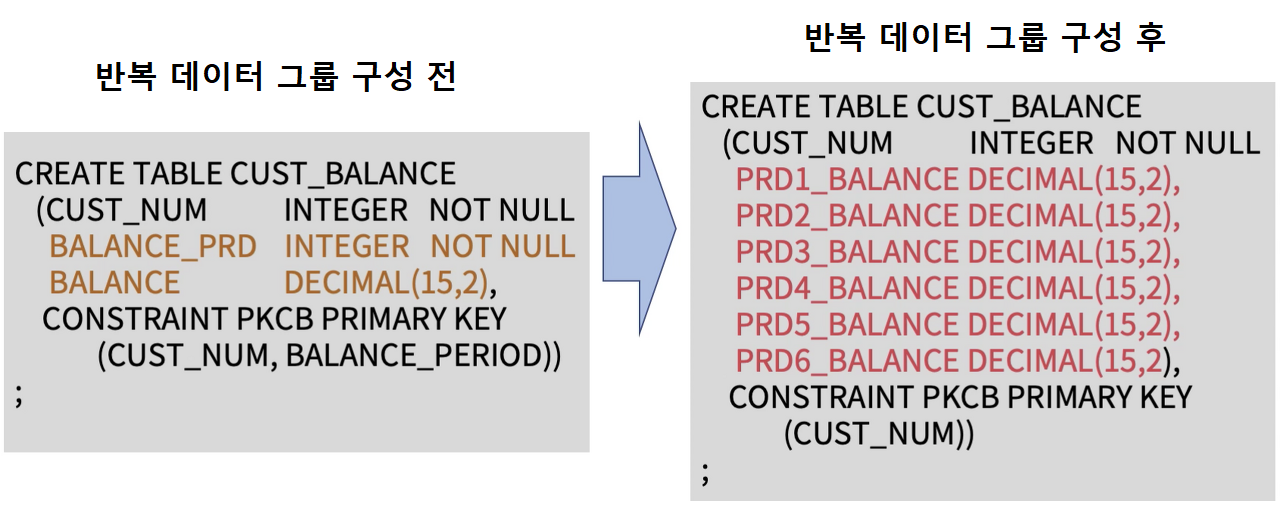 반복 데이터 그룹 구성 전
CREATE TABLE CUST_BALANCE
(CUST_NUM INTEGER NOT NULL
BALANCE_PRD INTEGER NOT NULL
BALANCE DECIMAL(15,2),
CONSTRAINT PKCB PRIMARY KEY
(CUST_NUM, BALANCE_PERIOD))
;
반복 데이터 그룹 구성 후
CREATE TABLE CUST_BALANCE
(CUST_NUM INTEGER NOT NULL
PRD1_BALANCE DECIMAL(15,2),
PRD2_BALANCE DECIMAL(15,2),
PRD3_BALANCE DECIMAL(15,2),
PRD4_BALANCE DECIMAL(15,2),
PRD5_BALANCE DECIMAL(15,2),
PRD6_BALANCE DECIMAL(15,2),
CONSTRAINT PKCB PRIMARY KEY
(CUST_NUM))
;